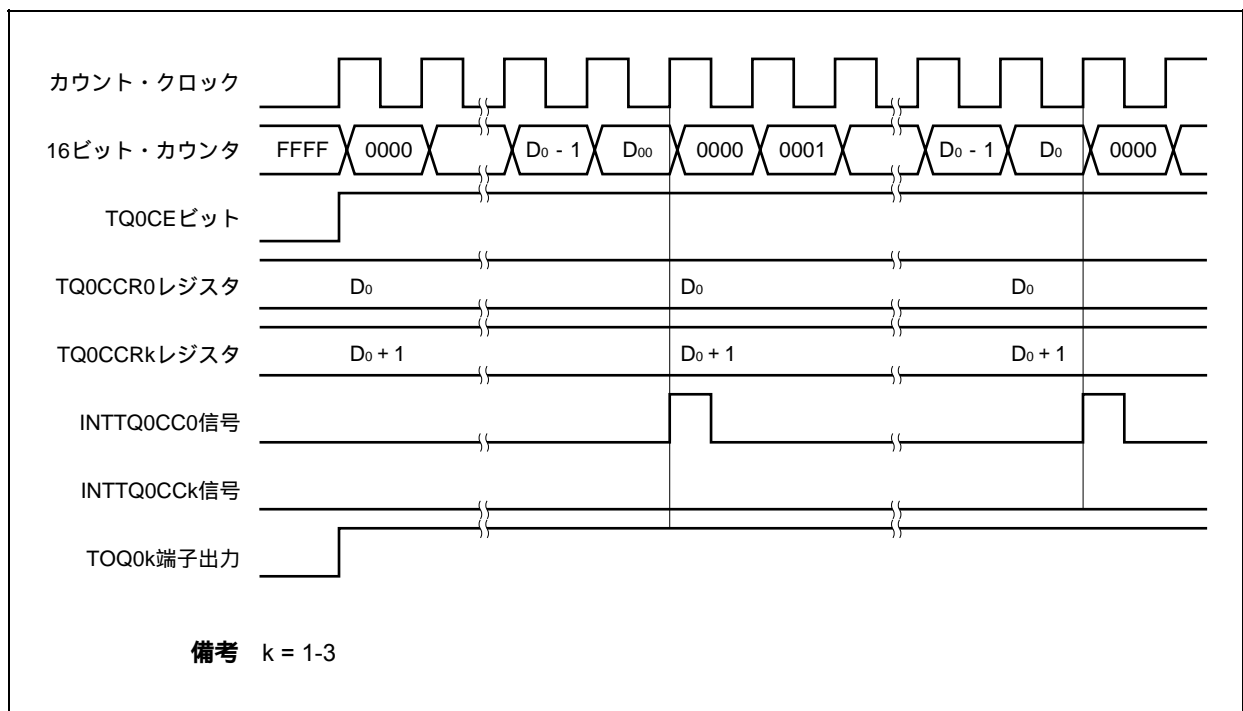 カウント・クロック
16ビット・カウンタ FFFF 0000 D0 - 1 D00 0000 0001 D0 - 1 D0 0000
TQ0CEビット
TQ0CCR0レジスタ D0 D0 D0
TQ0CCRkレジスタ D0 + 1 D0 + 1 D0 + 1
INTTQ0CC0信号
INTTQ0CCk信号
TOQ0k端子出力
備考 k = 1-3